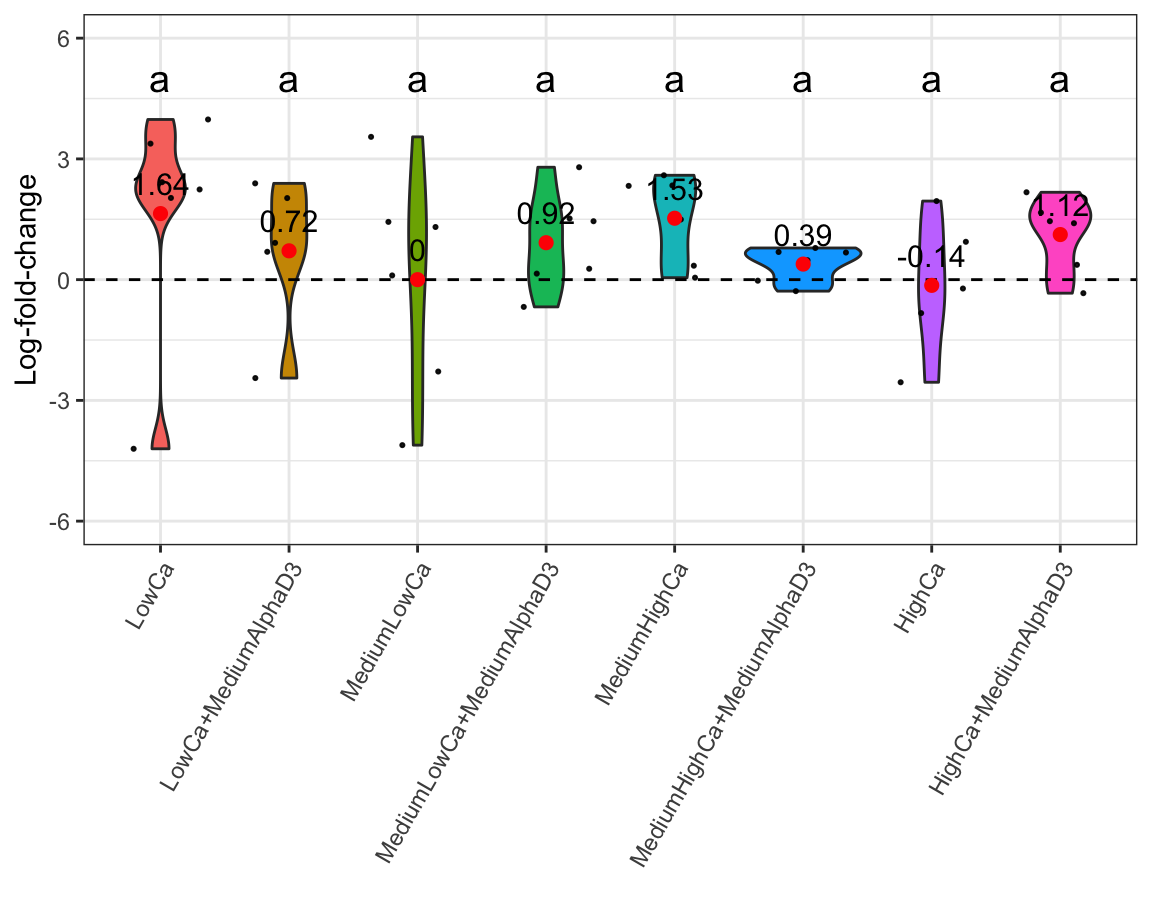 6
3
0
-3
-6
Log-fold-change
a a a a a a a a
1.64 0.72 0 0.92 1.53 0.39 -0.14 1.12
LowCa
LowCa+MediumAlphaD3
MediumLowCa
MediumLowCa+MediumAlphaD3
MediumHighCa
MediumHighCa+MediumAlphaD3
HighCa
HighCa+MediumAlphaD3